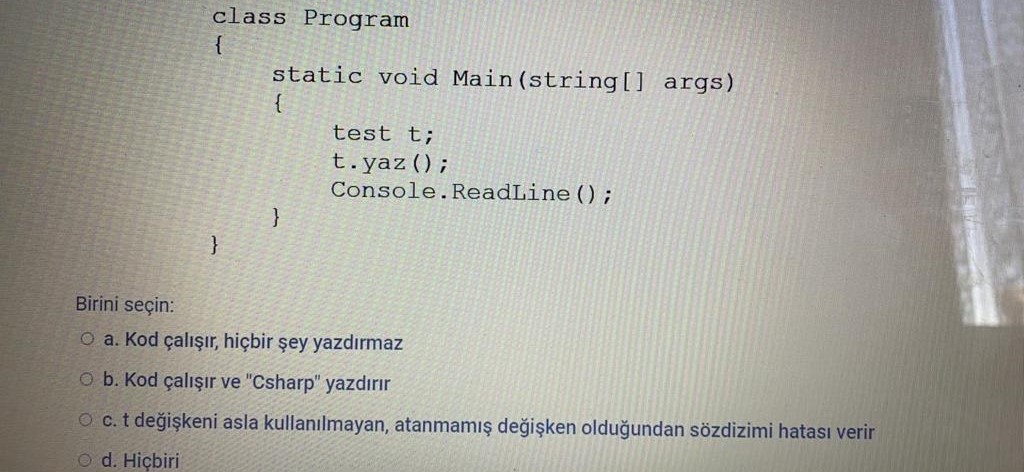 class Program
{
static void Main(string[] args)
{
test t;
t.yaz();
Console.ReadLine();
}
}
Birini seçin:
a. Kod çalışır, hiçbir şey yazdırmaz
b. Kod çalışır ve "Csharp" yazdırır
c. t değişkeni asla kullanılmayan, atanmamış değişken olduğundan sözdizimi hatası verir
d. Hiçbiri